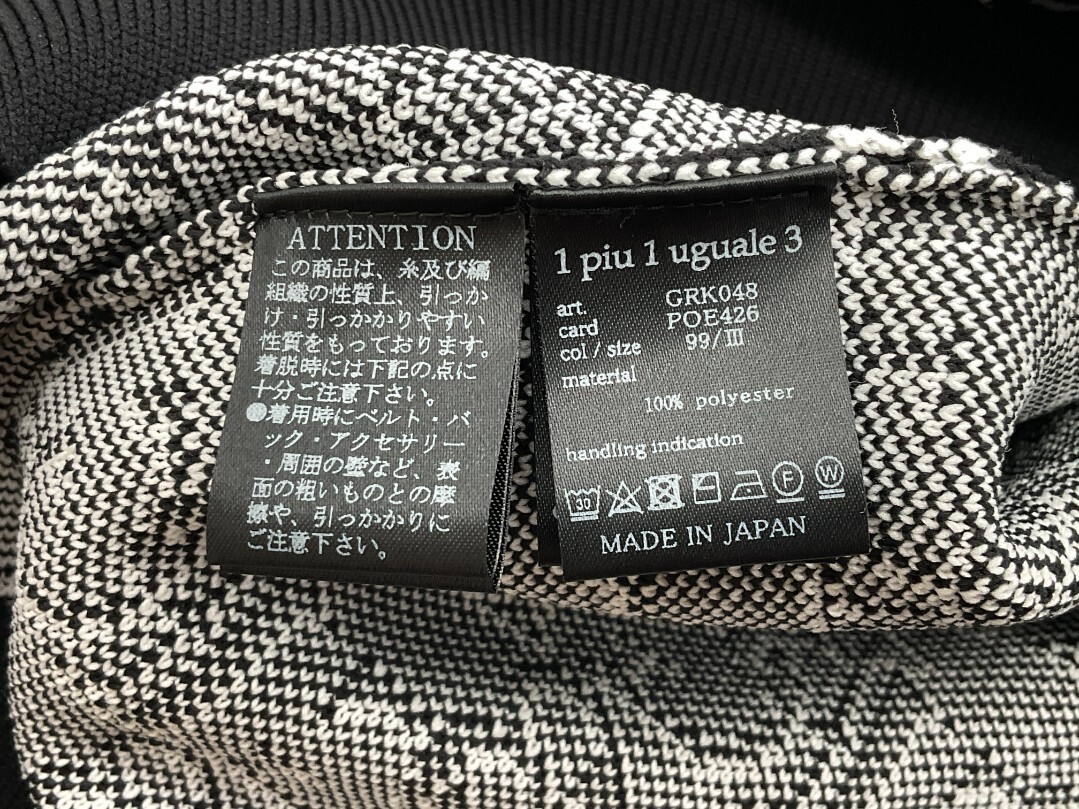 ATTENTION
この商品は、糸及び編
組織の性質上、引っか
け・引っかかりやすい
性質をもっております。
着脱時には下記の点に
十分ご注意下さい。
●着用時にベルト・バ
ック・アクセサリー
・周囲の壁など、表
面の粗いものとの摩
擦や、引っかかりに
ご注意下さい。
1 piu 1 uguale 3
art. GRK048
card POE426
col / size 99/Ⅲ
material
100% polyester
handling indication
30 F W
MADE IN JAPAN